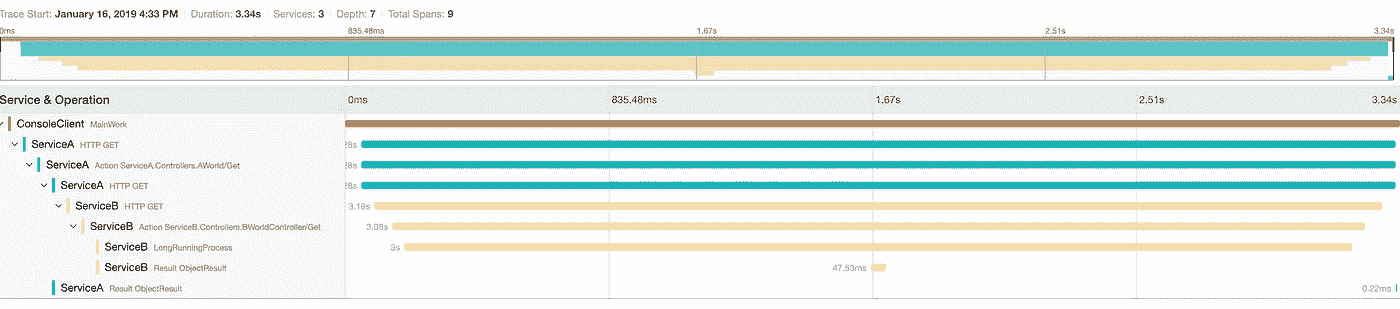 Trace Start: January 16, 2019 4:33 PM Duration: 3.34s Services: 3 Depth: 7 Total Spans: 9
0ms 835.48ms 1.67s 2.51s 3.34s
Service & Operation 0ms 835.48ms 1.67s 2.51s 3.34s
ConsoleClient MainWork
ServiceA HTTP GET 28s
ServiceA Action ServiceA.Controllers.AWorld/Get 28s
ServiceA HTTP GET 28s
ServiceB HTTP GET 3.19s
ServiceB Action ServiceB.Controllers.BWorldController/Get 3.08s
ServiceB LongRunningProcess 3s
ServiceB Result ObjectResult 47.53ms
ServiceA Result ObjectResult 0.22ms